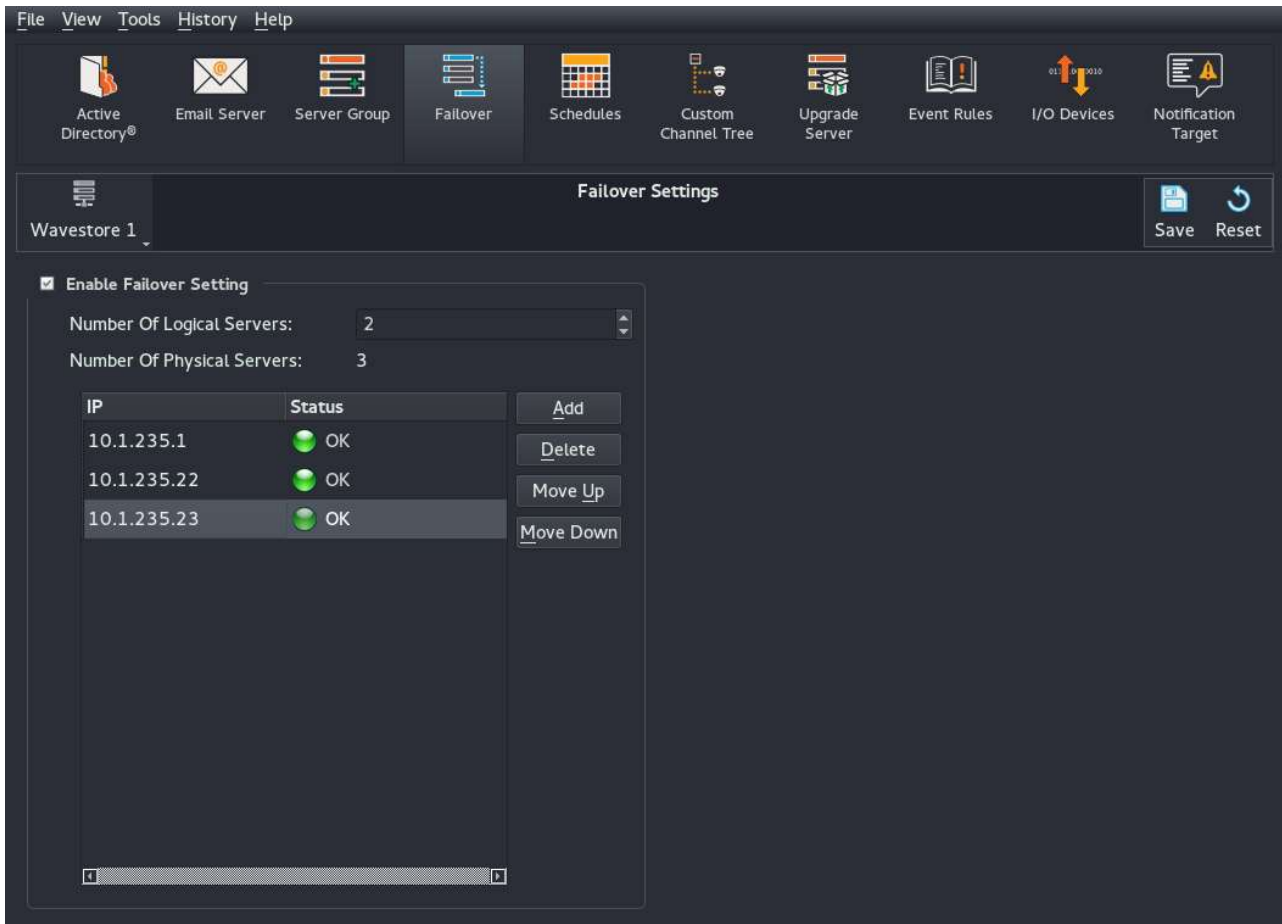 File View Tools History Help
Active Directory®
Email Server
Server Group
Failover
Schedules
Custom Channel Tree
Upgrade Server
Event Rules
I/O Devices
Notification Target
Wavestore 1
Failover Settings
Save Reset
Enable Failover Setting
Number Of Logical Servers: 2
Number Of Physical Servers: 3
IP Status
Add
10.1.235.1 OK
Delete
10.1.235.22 OK
Move Up
10.1.235.23 OK
Move Down